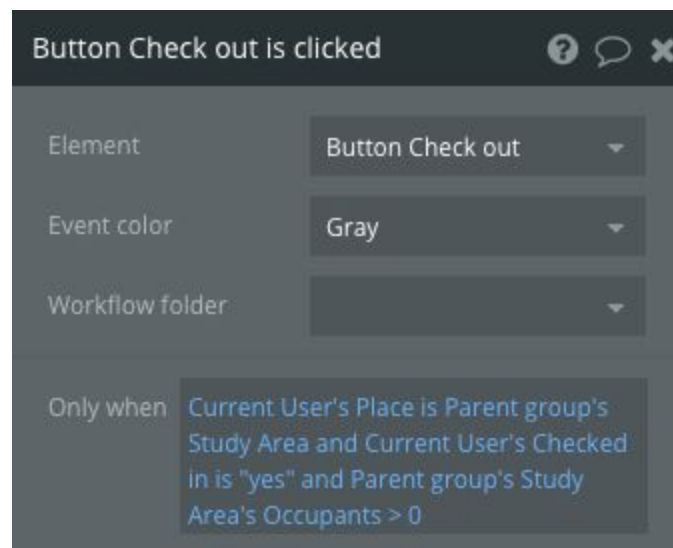 Button Check out is clicked
Element
Button Check out
Event color
Gray
Workflow folder
Only when
Current User's Place is Parent group's
Study Area and Current User's Checked
in is "yes" and Parent group's Study
Area's Occupants > 0